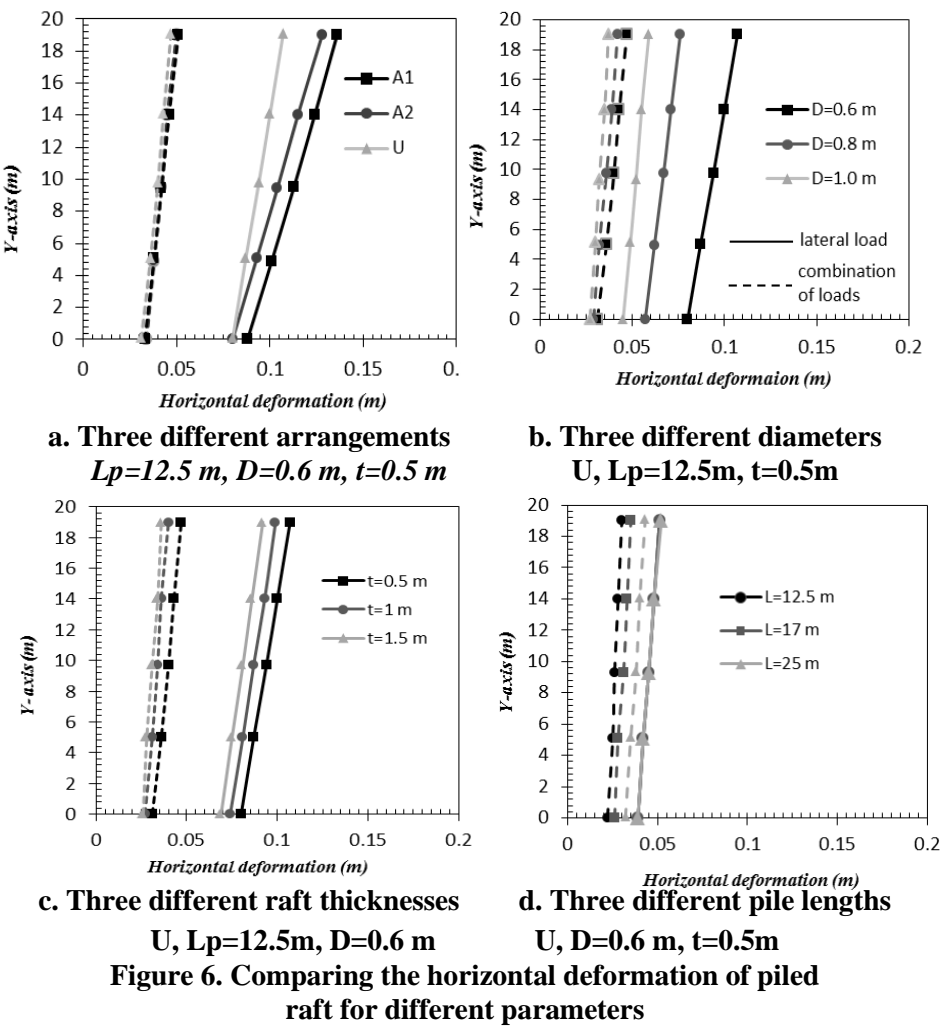 20
18
16
14
12
10
8
6
4
2
0
Y-axis (m)
A1
A2
U
0 0.05 0.1 0.15 0.
Horizontal deformation (m)
a. Three different arrangements
Lp=12.5 m, D=0.6 m, t=0.5 m
20
18
16
14
12
10
8
6
4
2
0
Y-axis (m)
D=0.6 m
D=0.8 m
D=1.0 m
lateral load
combination
of loads
0 0.05 0.1 0.15 0.2
Horizontal deformaion (m)
b. Three different diameters
U, Lp=12.5m, t=0.5m
20
18
16
14
12
10
8
6
4
2
0
Y-axis (m)
t=0.5 m
t=1 m
t=1.5 m
0 0.05 0.1 0.15 0.2
Horizontal deformation (m)
c. Three different raft thicknesses
U, Lp=12.5m, D=0.6 m
20
18
16
14
12
10
8
6
4
2
0
Y-axis (m)
L=12.5 m
L=17 m
L=25 m
0 0.05 0.1 0.15 0.2
Horizontal deformation (m)
d. Three different pile lengths
U, D=0.6 m, t=0.5m
Figure 6. Comparing the horizontal deformation of piled
raft for different parameters